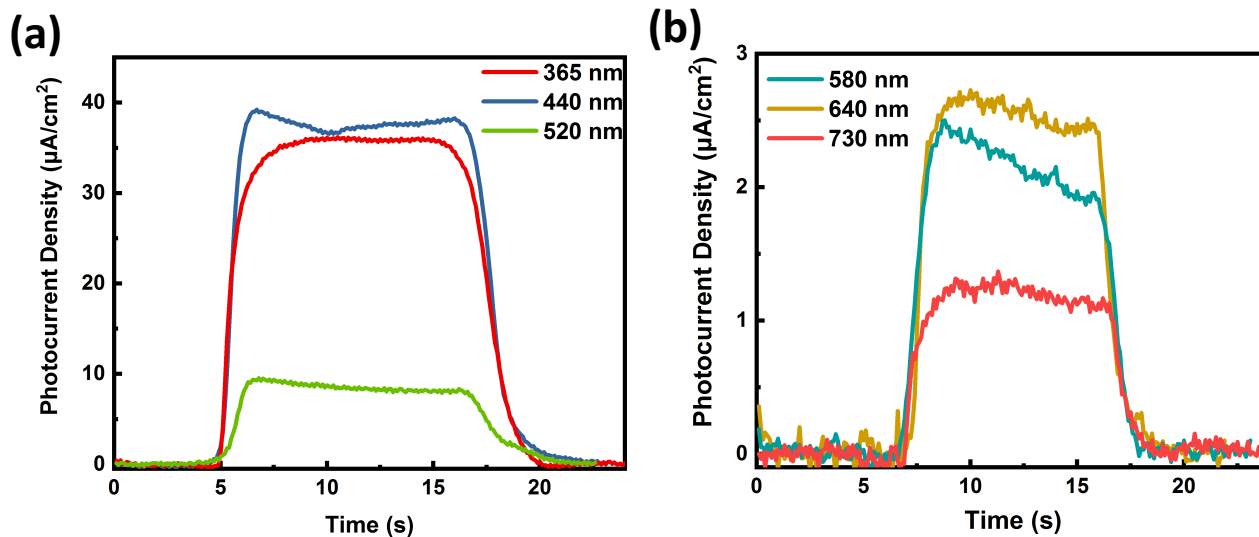 (a)
365 nm
440 nm
520 nm
Photocurrent Density (μA/cm²)
40
30
20
10
0
0 5 10 15 20
Time (s)
(b)
580 nm
640 nm
730 nm
Photocurrent Density (μA/cm²)
3
2
1
0
0 5 10 15 20
Time (s)